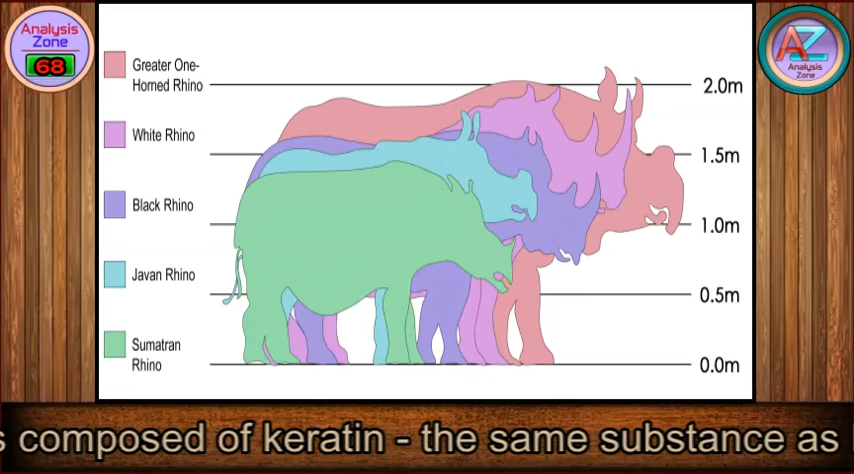 Analysis
Zone
68
AZ
Analysis
Zone
Greater One-
Horned Rhino
White Rhino
Black Rhino
Javan Rhino
Sumatran
Rhino
2.0m
1.5m
1.0m
0.5m
0.0m
composed of keratin - the same substance as